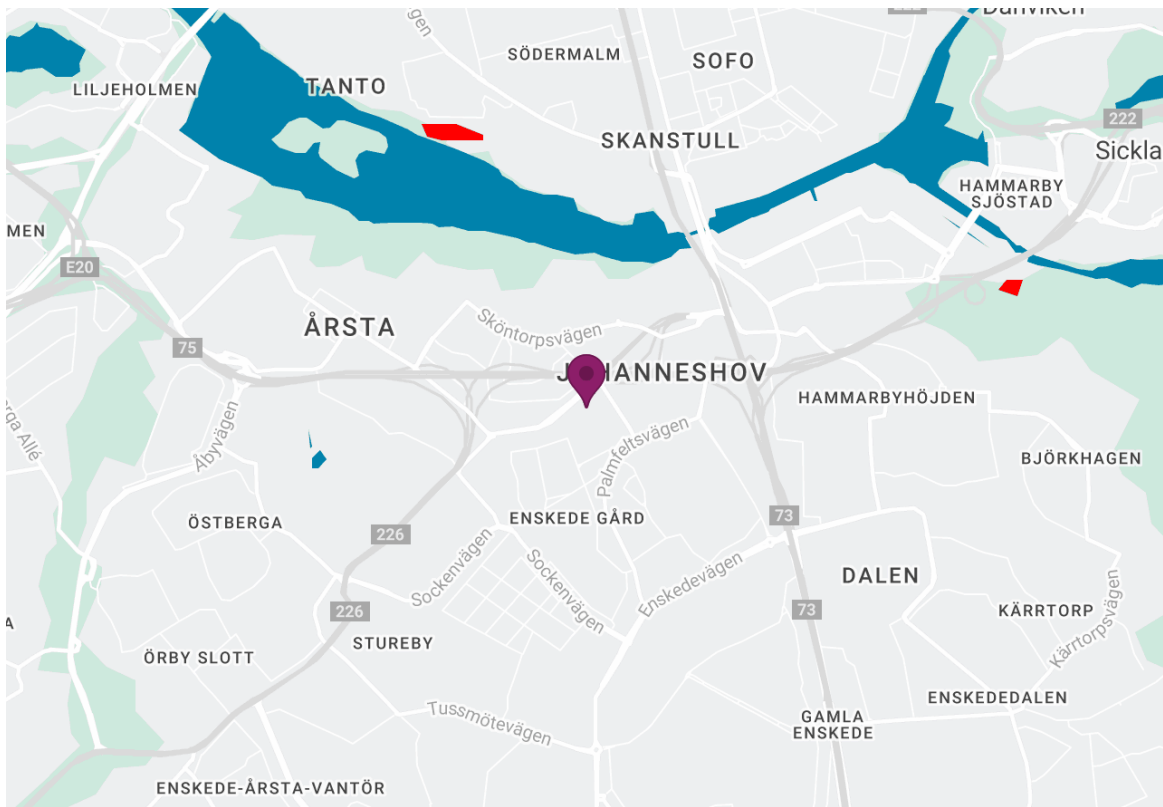 Danviken
SÖDERMALM
SOFO
LILJEHOLMEN
TANTO
222
SKANSTULL
Sickla
HAMMARBY
SJÖSTAD
MEN
E20
ÅRSTA
Sköntorpsvägen
75
JOHANNESHOV
HAMMARBYHÖJDEN
Åbyvägen
Palmfeltsvägen
BJÖRKHAGEN
ÖSTBERGA
ENSKEDE GÅRD
73
226
Sockenvägen
Sockenvägen
Enskedevägen
DALEN
226
73
KÄRRTORP
Kärrtorpsvägen
STUREBY
ÖRBY SLOTT
ENSKEDEDALEN
Tussmötevägen
GAMLA
ENSKEDE
ENSKEDE-ÅRSTA-VANTÖR